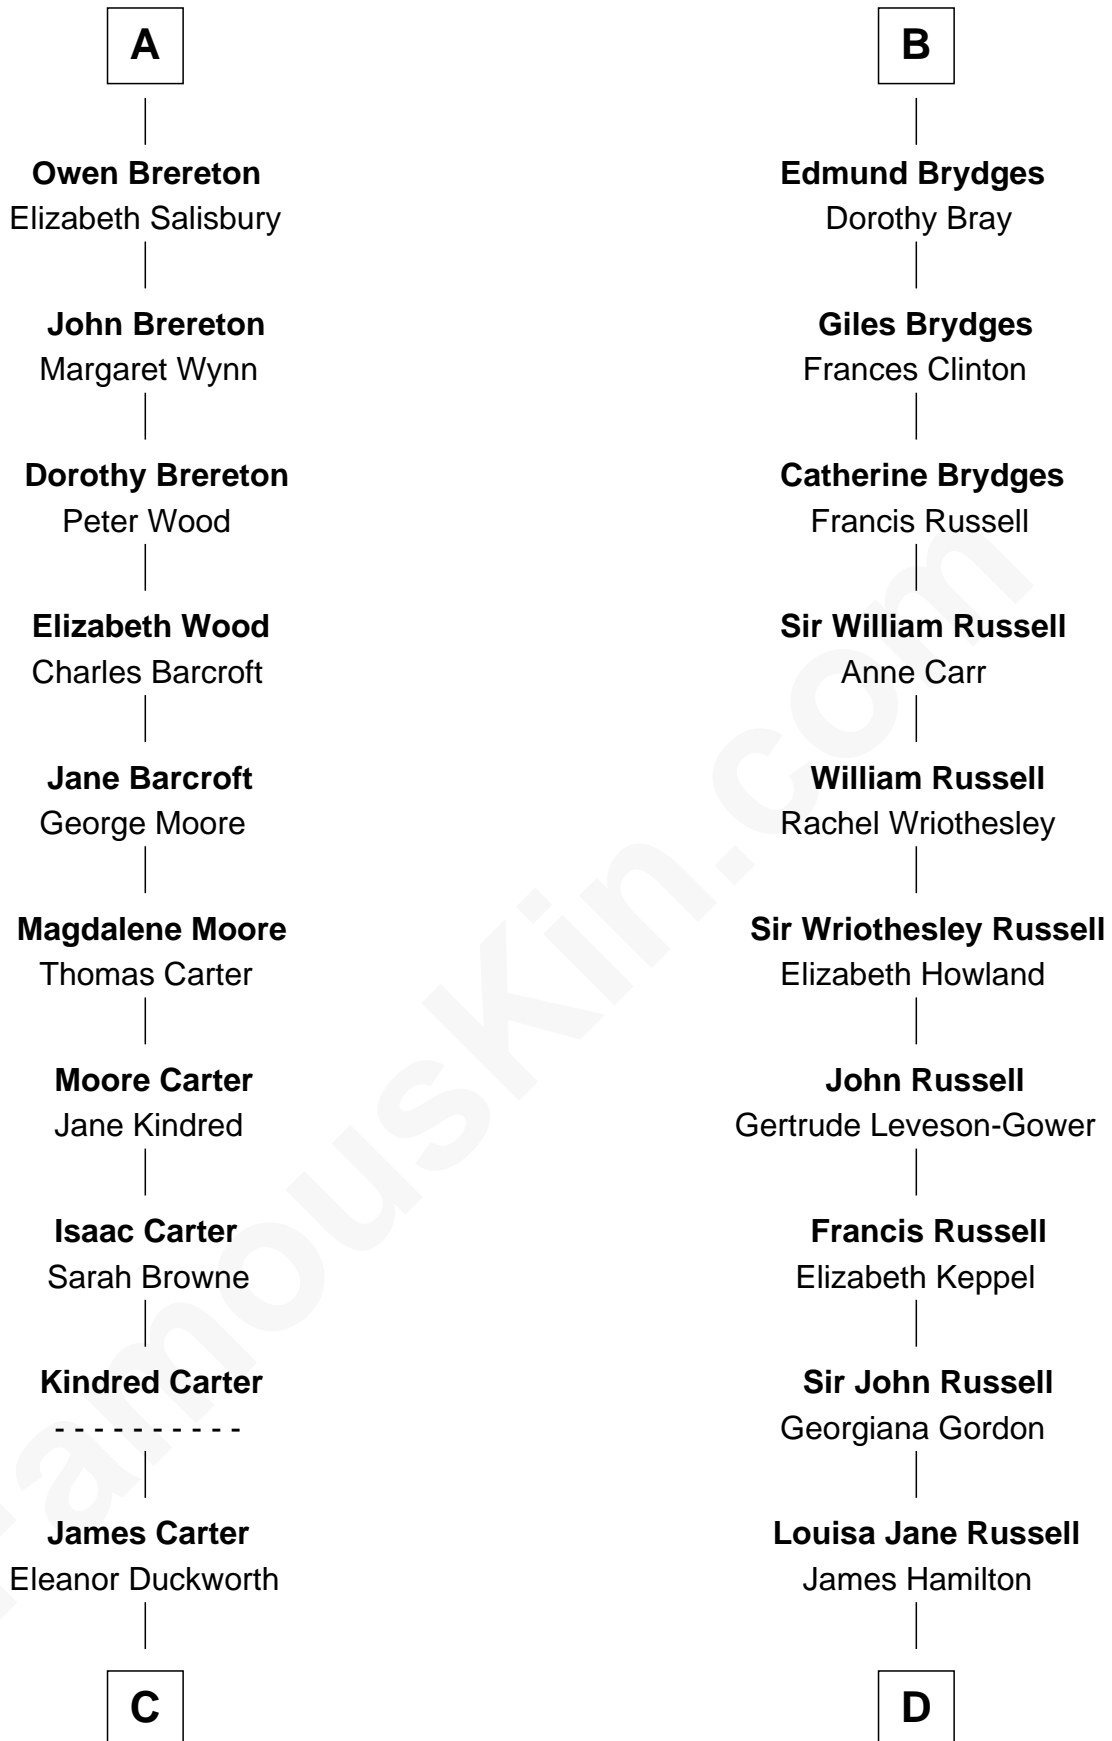 A
Owen Brereton
Elizabeth Salisbury
John Brereton
Margaret Wynn
Dorothy Brereton
Peter Wood
Elizabeth Wood
Charles Barcroft
Jane Barcroft
George Moore
Magdalene Moore
Thomas Carter
Moore Carter
Jane Kindred
Isaac Carter
Sarah Browne
Kindred Carter
- - - - - - - - - -
James Carter
Eleanor Duckworth
C
B
Edmund Brydges
Dorothy Bray
Giles Brydges
Frances Clinton
Catherine Brydges
Francis Russell
Sir William Russell
Anne Carr
William Russell
Rachel Wriothesley
Sir Wriothesley Russell
Elizabeth Howland
John Russell
Gertrude Leveson-Gower
Francis Russell
Elizabeth Keppel
Sir John Russell
Georgiana Gordon
Louisa Jane Russell
James Hamilton
D
FamousKin.com